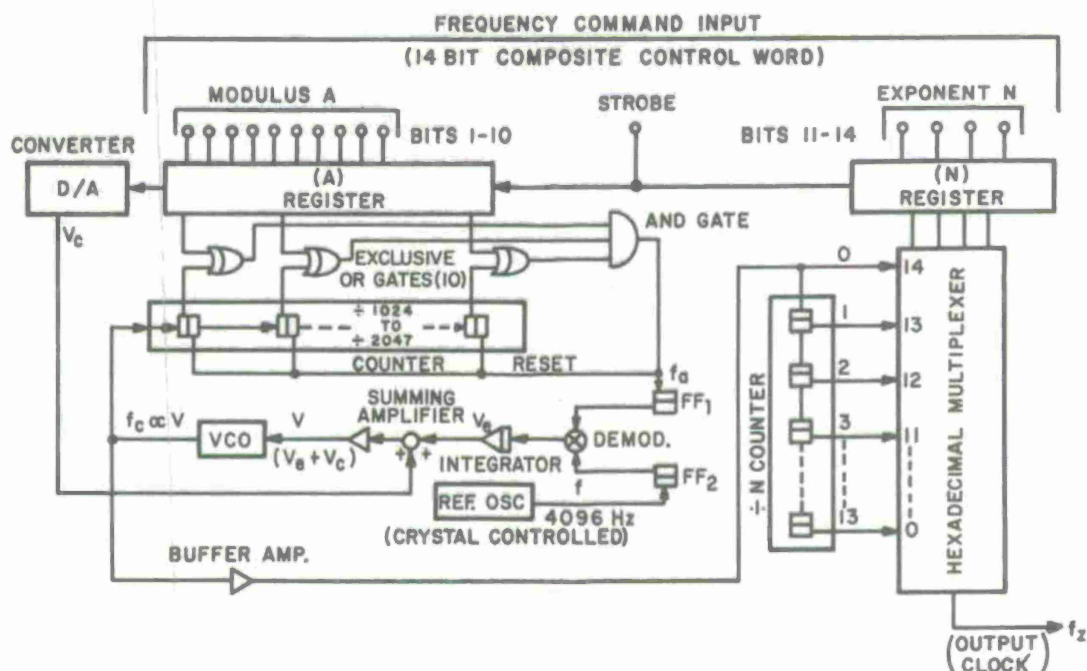 FREQUENCY COMMAND INPUT
(14 BIT COMPOSITE CONTROL WORD)
MODULUS A
STROBE
EXPONENT N
BITS 1-10
BITS 11-14
CONVERTER
D/A
(A)
REGISTER
(N)
REGISTER
AND GATE
Vc
EXCLUSIVE
OR GATES(10)
0
14
÷ 1024
TO
÷ 2047
1
13
COUNTER
RESET
2
12
fa
SUMMING
AMPLIFIER
FF1
fc ∝ V
V
Ve
3
11
VCO
DEMOD.
(Ve + Vc)
+
+
INTEGRATOR
f
FF2
÷N COUNTER
HEXADECIMAL MULTIPLEXER
REF. OSC
4096 Hz
13
0
(CRYSTAL CONTROLLED)
BUFFER AMP.
fz
(OUTPUT
CLOCK)